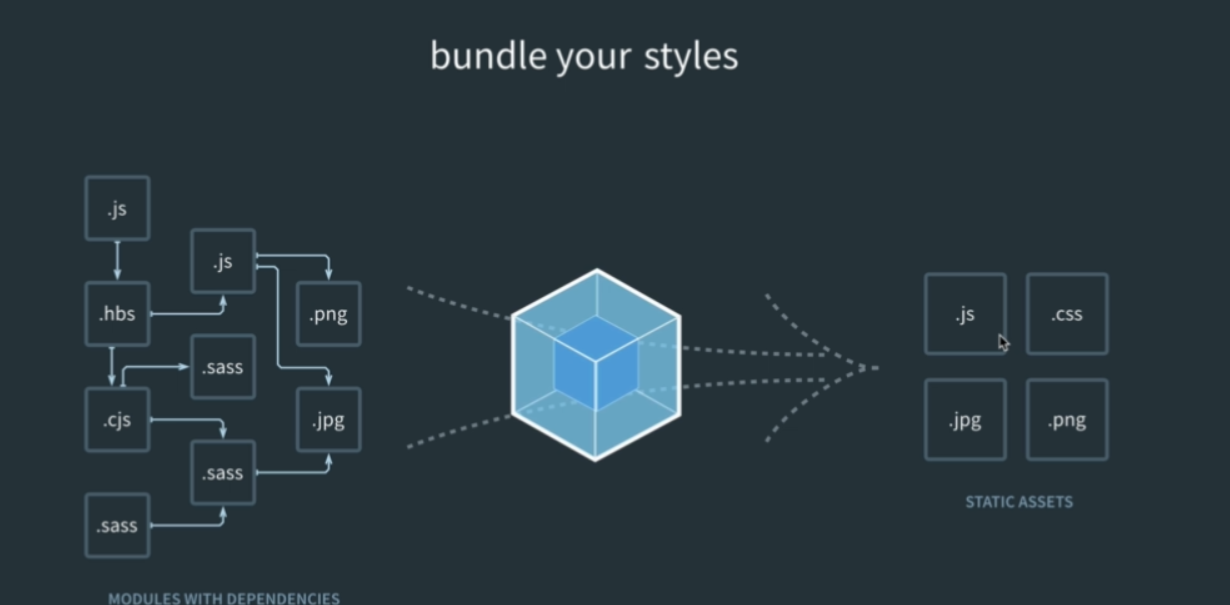 bundle your styles
.js
.js
.hbs
.png
.sass
.cjs
.jpg
.sass
.sass
MODULES WITH DEPENDENCIES
.js
.css
.jpg
.png
STATIC ASSETS